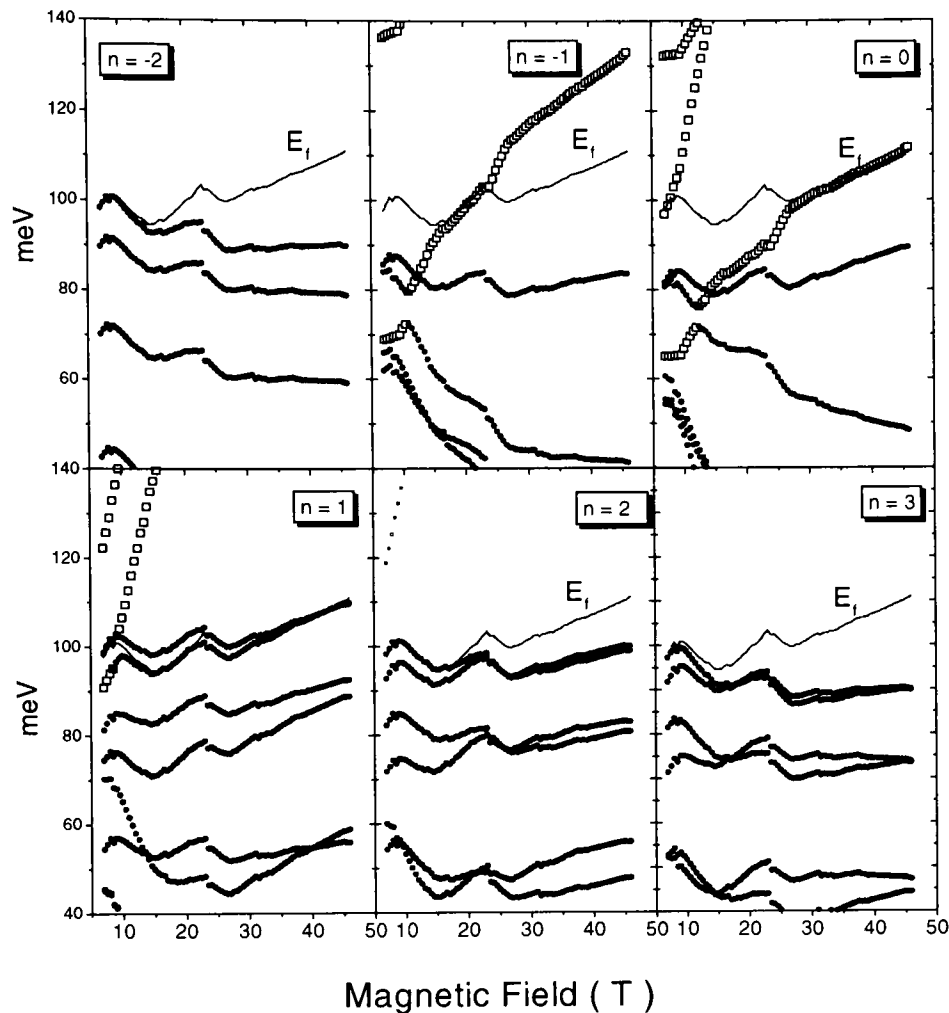 140
120
100
80
60
meV
n = -2
E_f
n = -1
E_f
n = 0
E_f
140
120
100
80
60
40
meV
n = 1
n = 2
E_f
n = 3
E_f
10 20 30 40 50 10 20 30 40 50 10 20 30 40 50
Magnetic Field ( T )